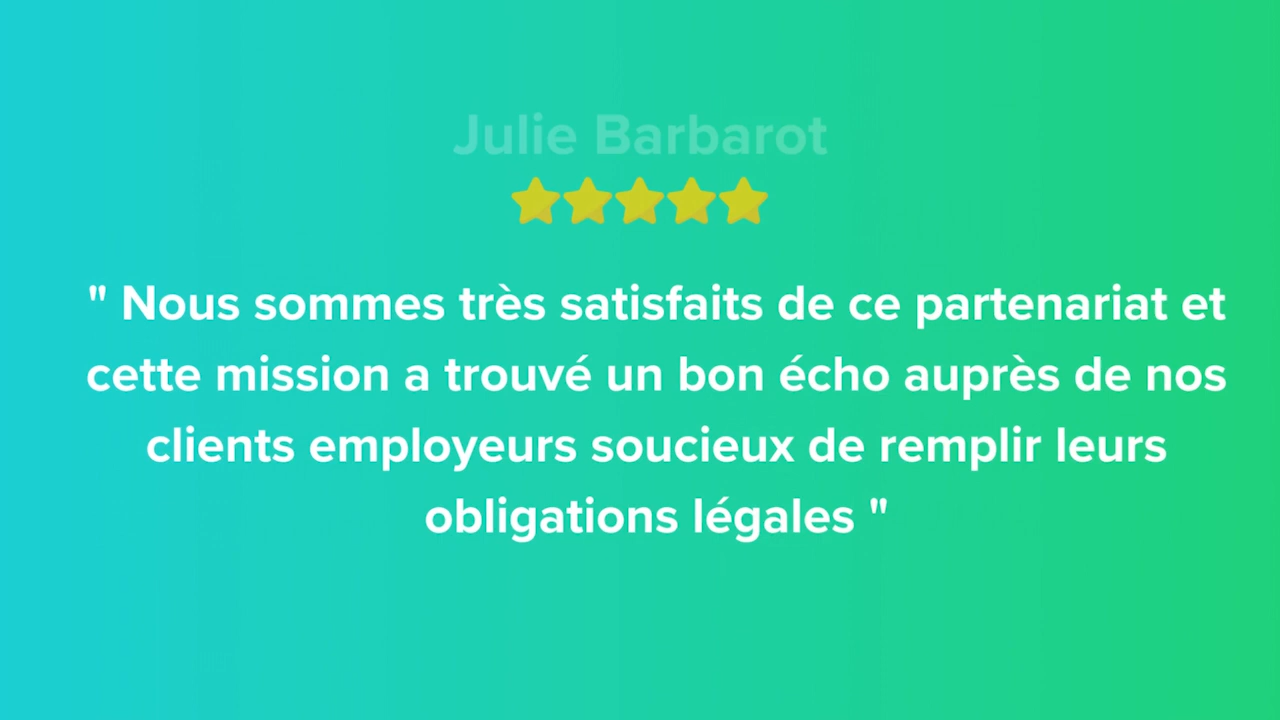 Julie Barbarot
" Nous sommes très satisfaits de ce partenariat et
cette mission a trouvé un bon écho auprès de nos
clients employeurs soucieux de remplir leurs
obligations légales "